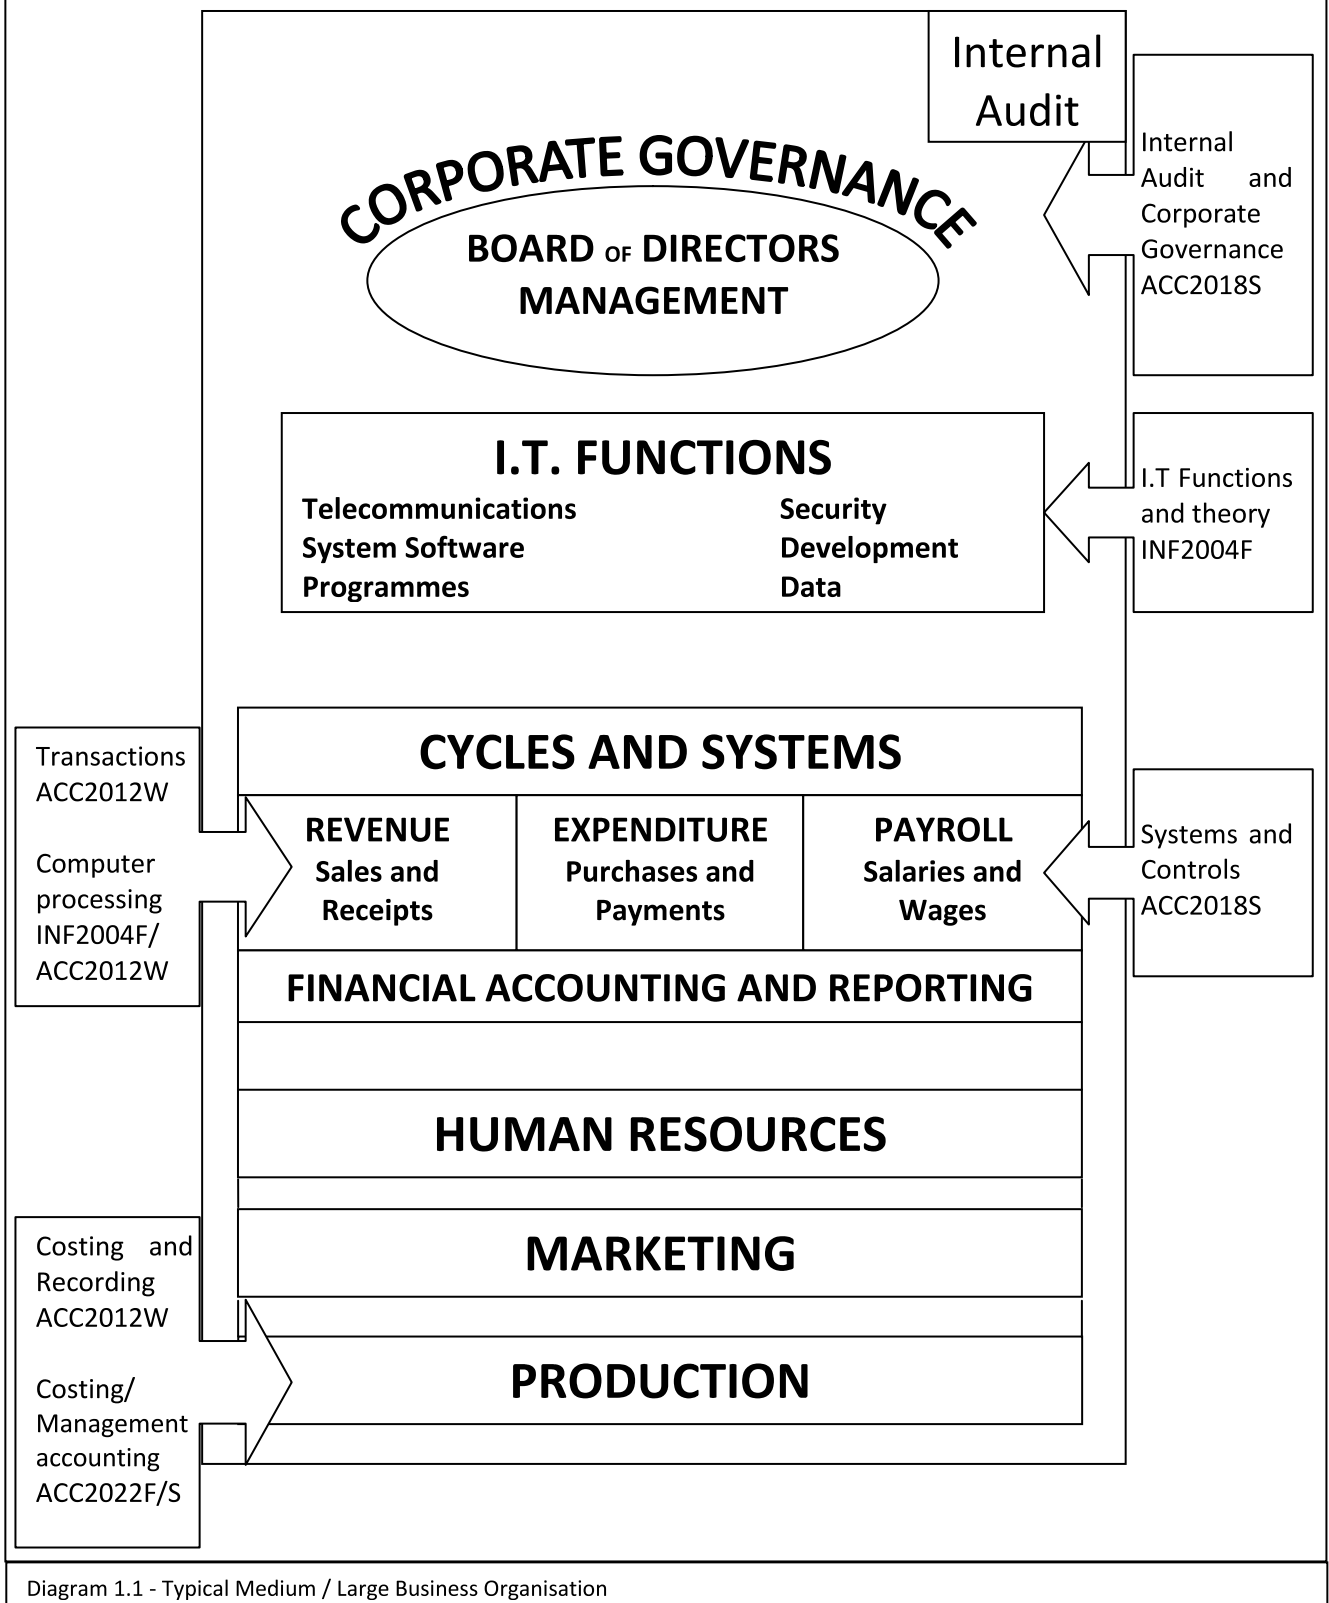 Internal
Audit
Internal
Audit and
Corporate
Governance
ACC2018S
CORPORATE GOVERNANCE
BOARD OF DIRECTORS
MANAGEMENT
I.T. FUNCTIONS
Telecommunications Security
System Software Development
Programmes Data
I.T Functions
and theory
INF2004F
Transactions
ACC2012W
Computer
processing
INF2004F/
ACC2012W
CYCLES AND SYSTEMS
REVENUE
Sales and
Receipts
EXPENDITURE
Purchases and
Payments
PAYROLL
Salaries and
Wages
Systems and
Controls
ACC2018S
FINANCIAL ACCOUNTING AND REPORTING
HUMAN RESOURCES
MARKETING
Costing and
Recording
ACC2012W
Costing/
Management
accounting
ACC2022F/S
PRODUCTION
Diagram 1.1 - Typical Medium / Large Business Organisation